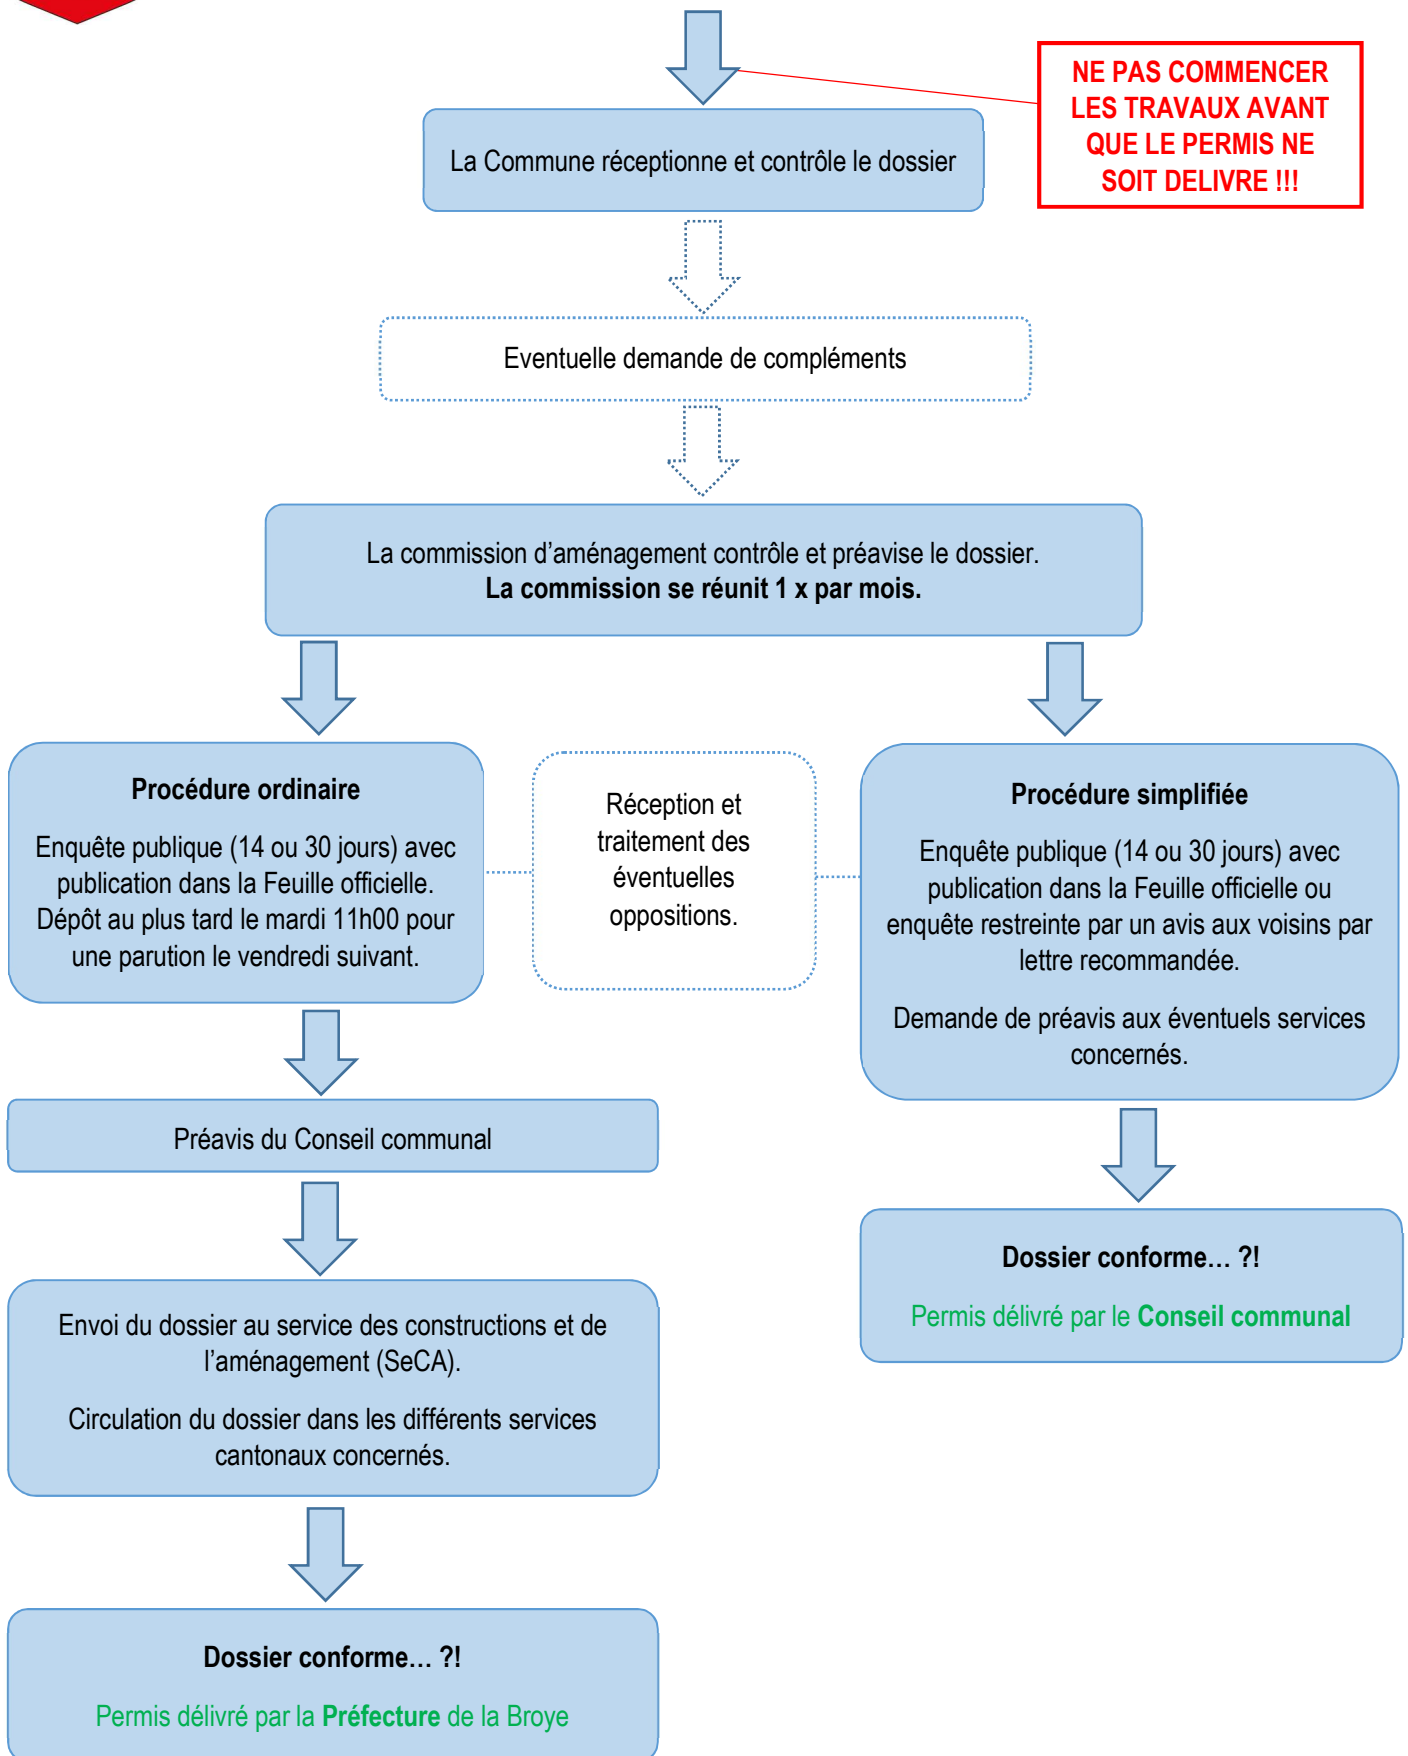 NE PAS COMMENCER
LES TRAVAUX AVANT
QUE LE PERMIS NE
SOIT DELIVRE !!!
La Commune réceptionne et contrôle le dossier
Eventuelle demande de compléments
La commission d’aménagement contrôle et préavise le dossier.
La commission se réunit 1 x par mois.
Procédure ordinaire
Enquête publique (14 ou 30 jours) avec
publication dans la Feuille officielle.
Dépôt au plus tard le mardi 11h00 pour
une parution le vendredi suivant.
Réception et
traitement des
éventuelles
oppositions.
Procédure simplifiée
Enquête publique (14 ou 30 jours) avec
publication dans la Feuille officielle ou
enquête restreinte par un avis aux voisins par
lettre recommandée.
Demande de préavis aux éventuels services
concernés.
Préavis du Conseil communal
Envoi du dossier au service des constructions et de
l’aménagement (SeCA).
Circulation du dossier dans les différents services
cantonaux concernés.
Dossier conforme… ?!
Permis délivré par le Conseil communal
Dossier conforme… ?!
Permis délivré par la Préfecture de la Broye